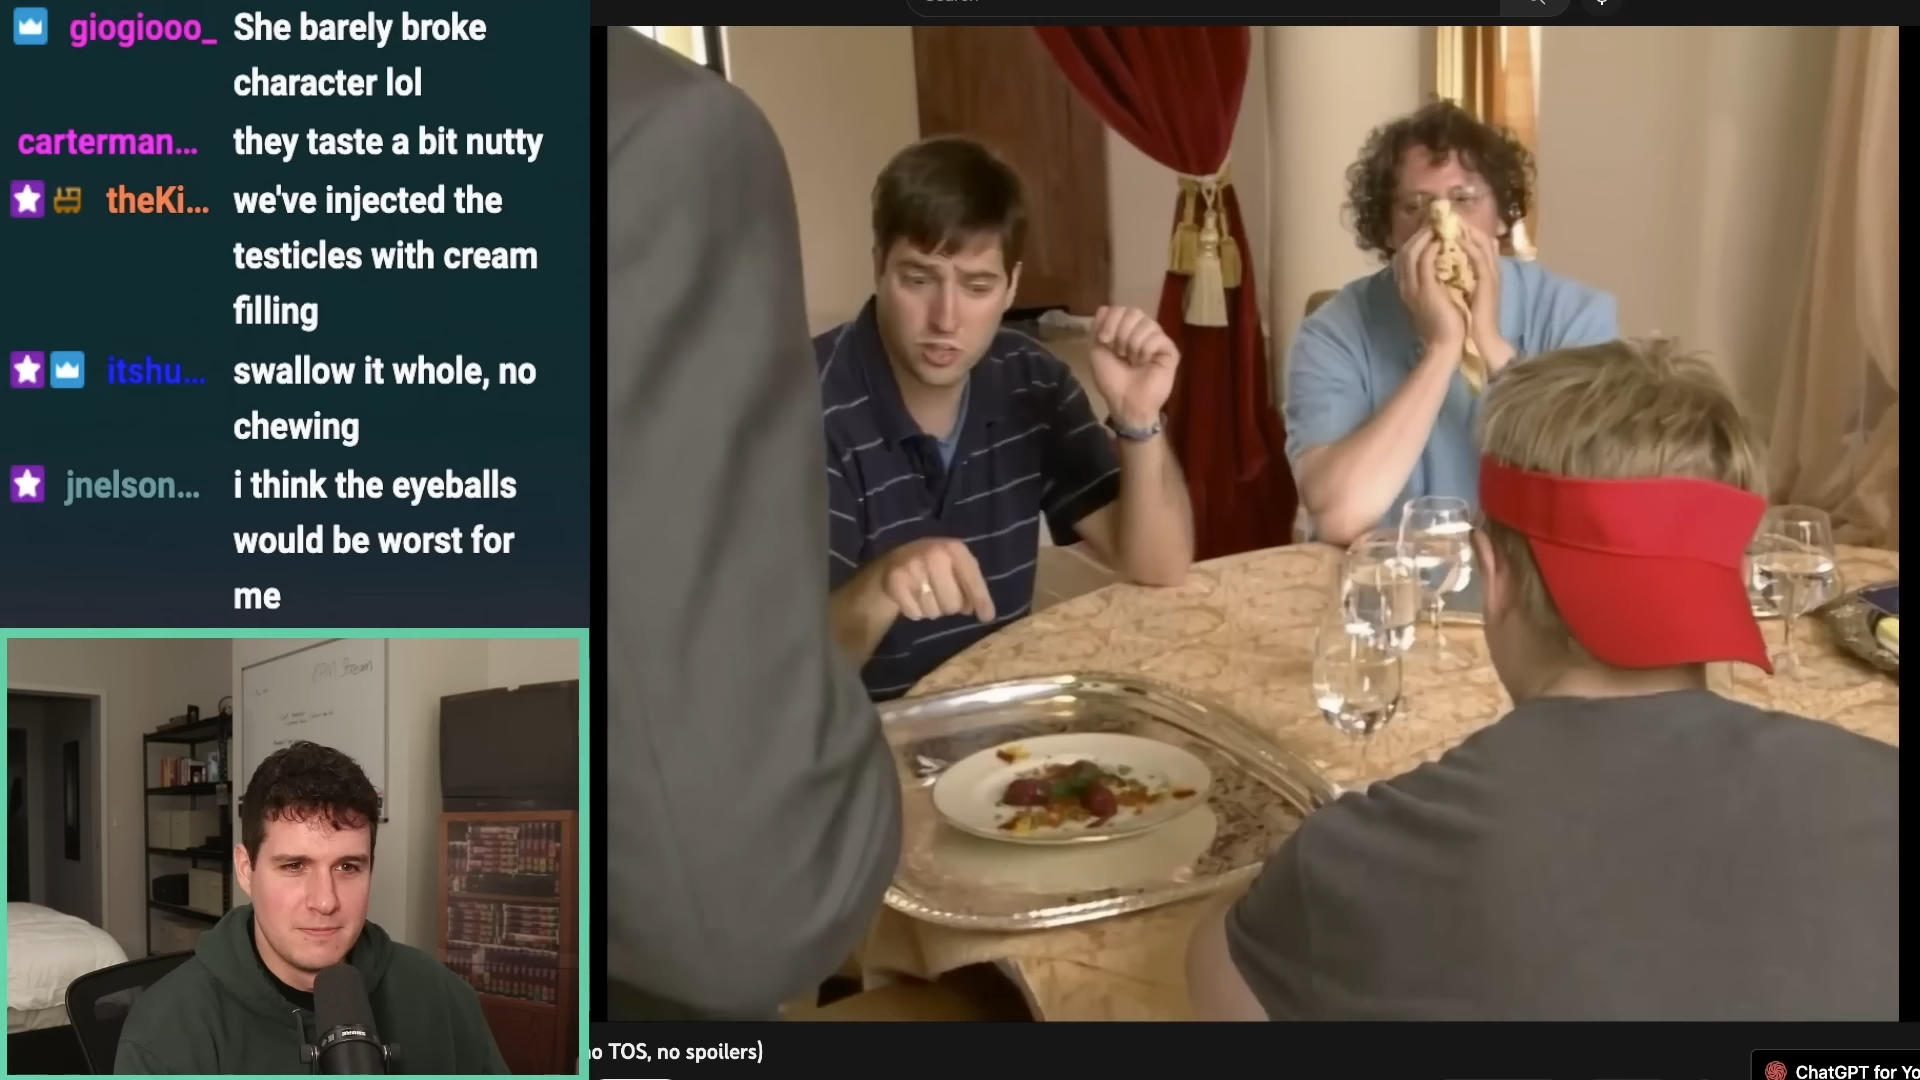 giogiooo_ She barely broke
character lol
carterman... they taste a bit nutty
theKi... we've injected the
testicles with cream
filling
itshu... swallow it whole, no
chewing
jnelson... i think the eyeballs
would be worst for
me
no TOS, no spoilers)
ChatGPT for Yo